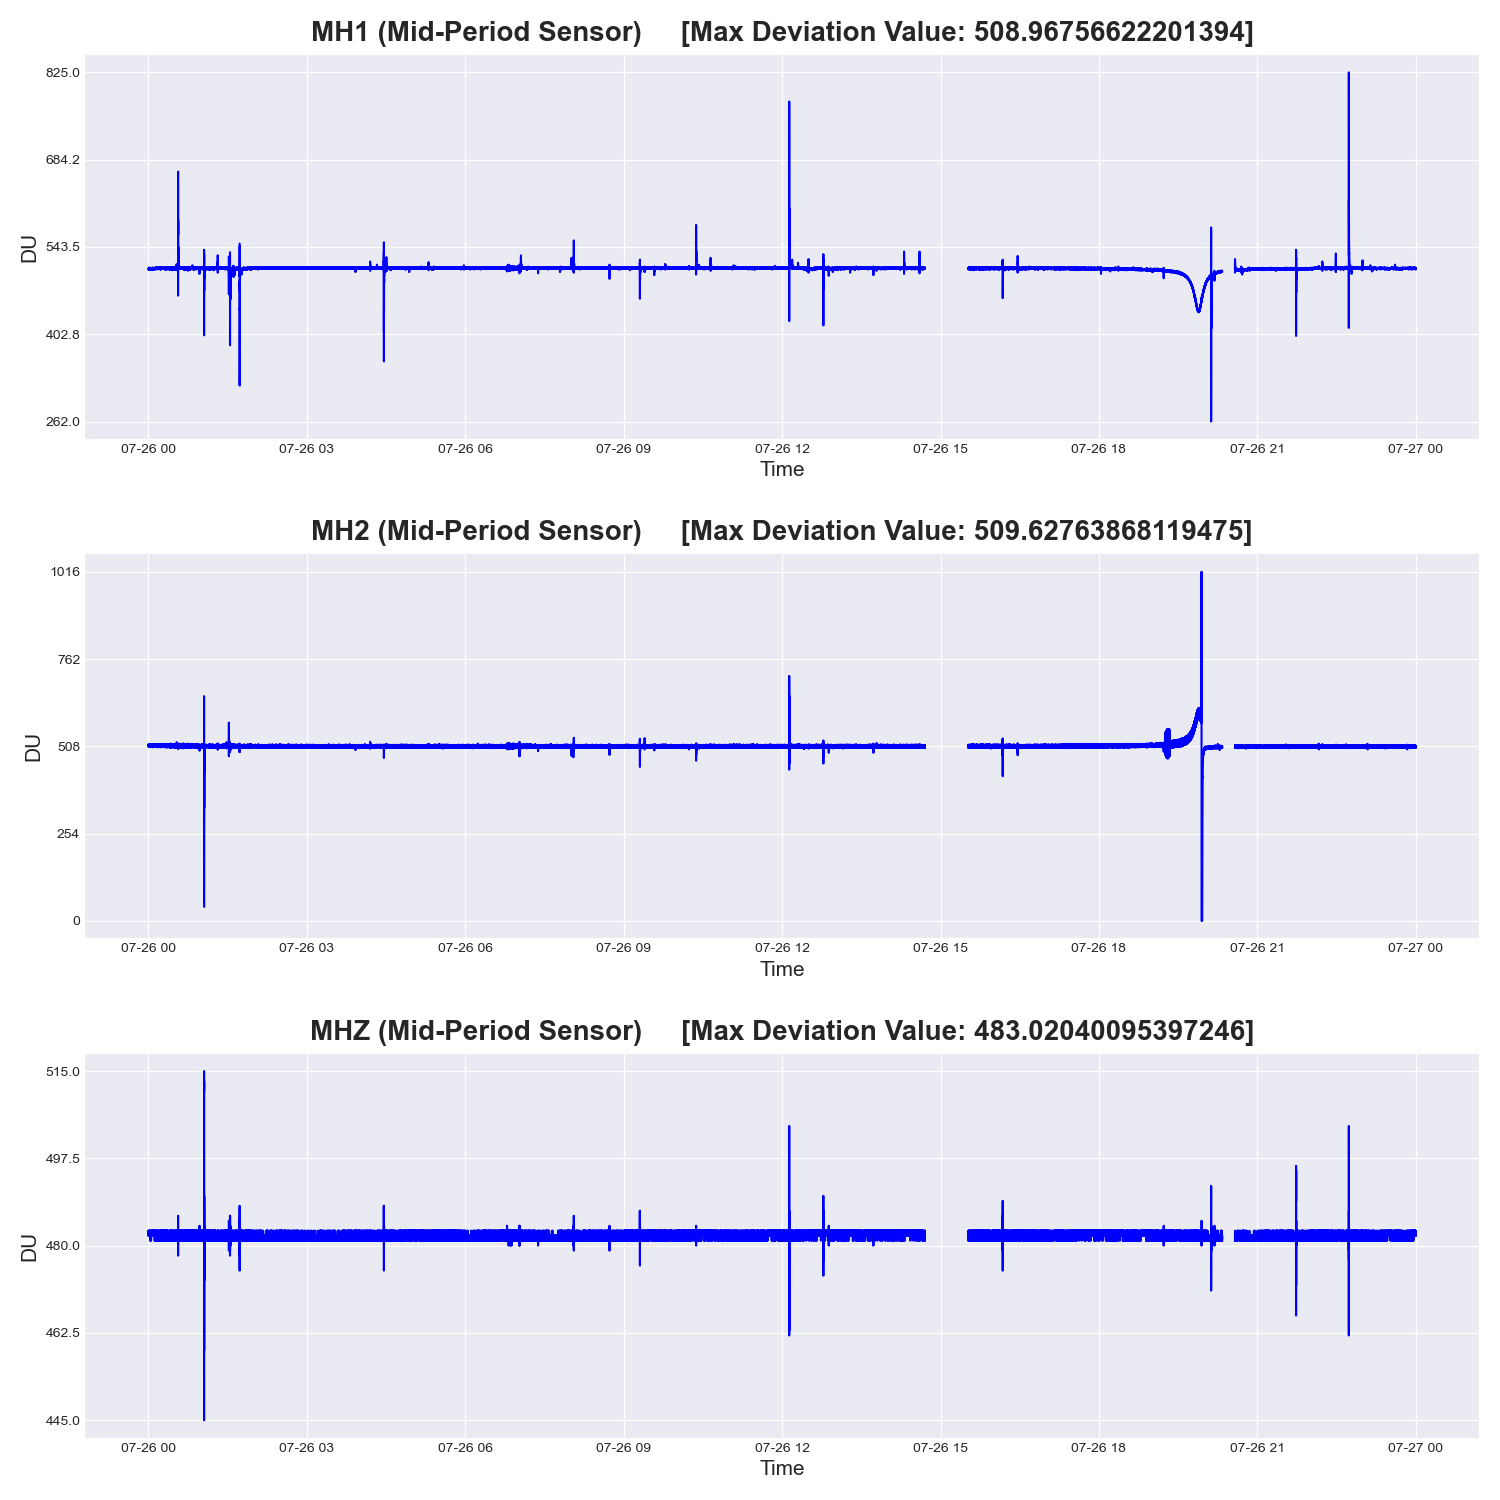 MH1 (Mid-Period Sensor) [Max Deviation Value: 508.96756622201394]
825.0
684.2
543.5
402.8
262.0
DU
07-26 00 07-26 03 07-26 06 07-26 09 07-26 12 07-26 15 07-26 18 07-26 21 07-27 00
Time
MH2 (Mid-Period Sensor) [Max Deviation Value: 509.62763868119475]
1016
762
508
254
0
DU
07-26 00 07-26 03 07-26 06 07-26 09 07-26 12 07-26 15 07-26 18 07-26 21 07-27 00
Time
MHZ (Mid-Period Sensor) [Max Deviation Value: 483.02040095397246]
515.0
497.5
480.0
462.5
445.0
DU
07-26 00 07-26 03 07-26 06 07-26 09 07-26 12 07-26 15 07-26 18 07-26 21 07-27 00
Time